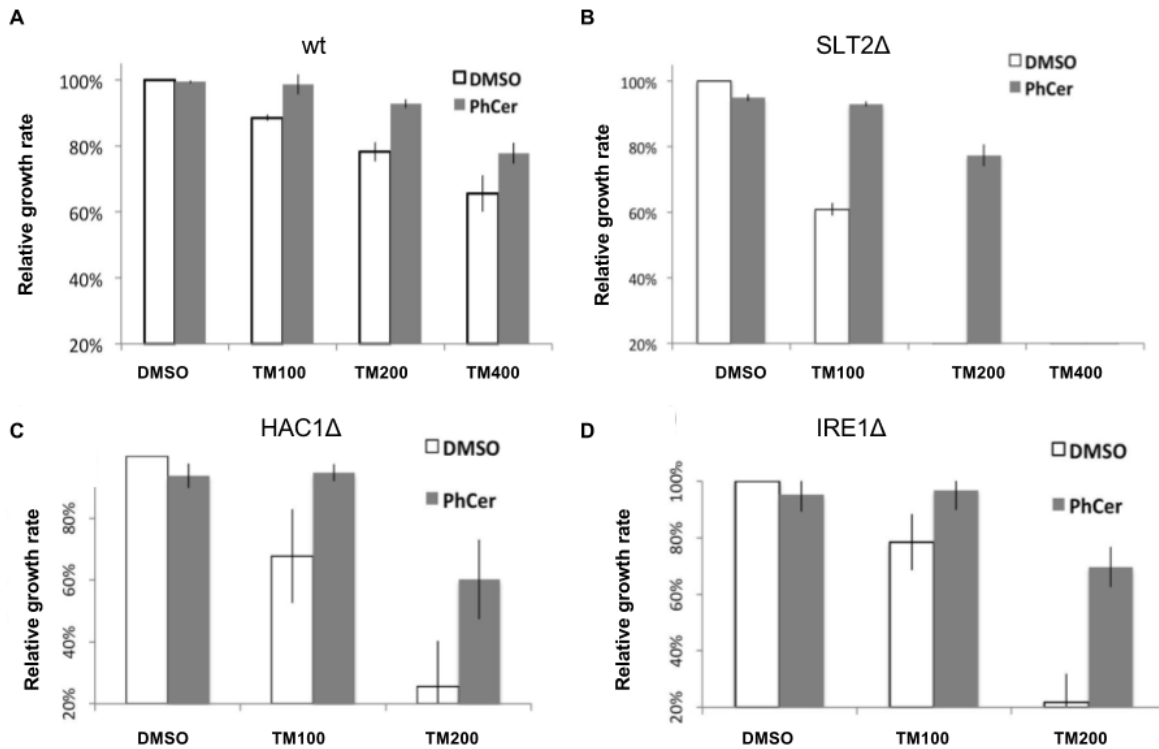 A
wt
Relative growth rate
100%
80%
60%
40%
20%
DMSO
PhCer
DMSO TM100 TM200 TM400
B
SLT2Δ
Relative growth rate
100%
80%
60%
40%
20%
DMSO
PhCer
DMSO TM100 TM200 TM400
C
HAC1Δ
Relative growth rate
80%
60%
40%
20%
DMSO
PhCer
DMSO TM100 TM200
D
IRE1Δ
Relative growth rate
100%
80%
60%
40%
20%
DMSO
PhCer
DMSO TM100 TM200